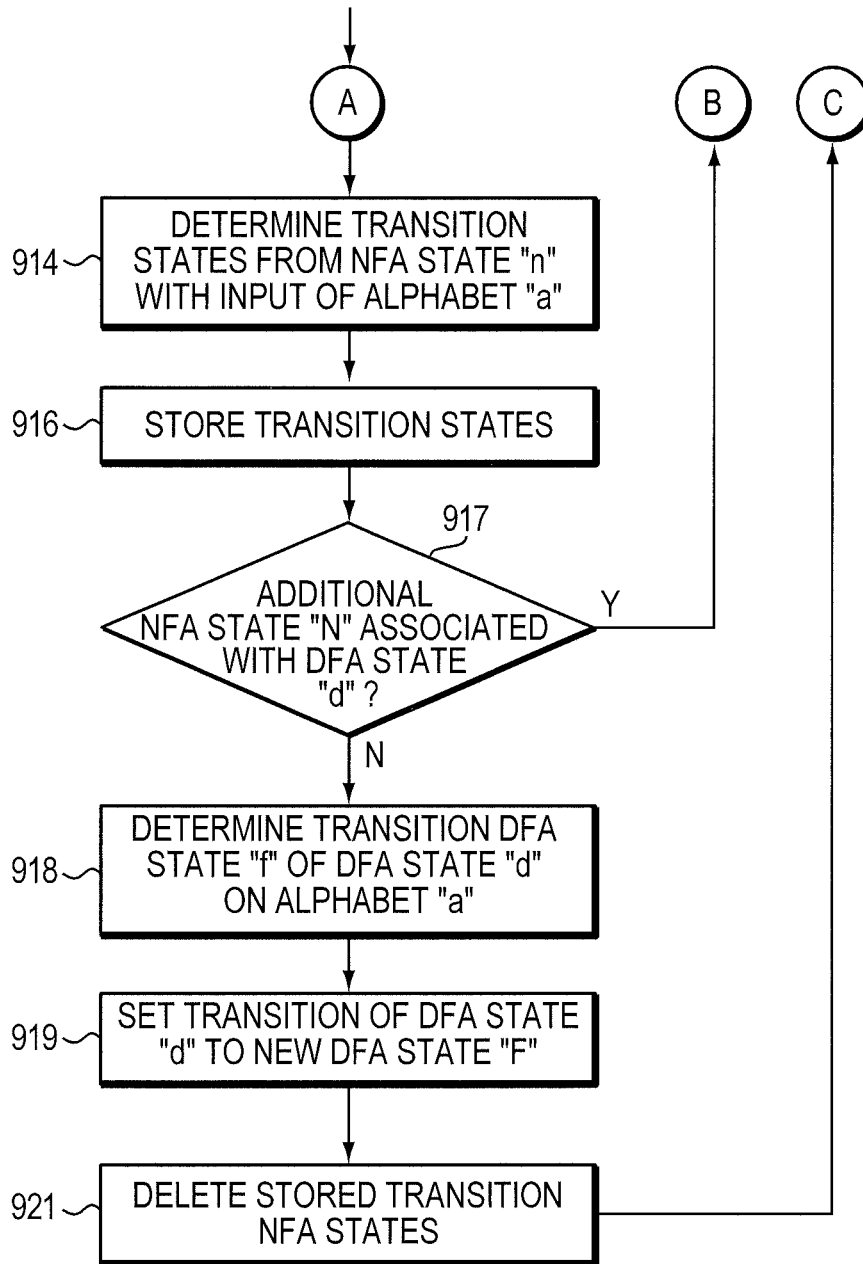 A
B
C
914
DETERMINE TRANSITION
STATES FROM NFA STATE "n"
WITH INPUT OF ALPHABET "a"
916
STORE TRANSITION STATES
917
ADDITIONAL
NFA STATE "N" ASSOCIATED
WITH DFA STATE
"d" ?
Y
N
918
DETERMINE TRANSITION DFA
STATE "f" OF DFA STATE "d"
ON ALPHABET "a"
919
SET TRANSITION OF DFA STATE
"d" TO NEW DFA STATE "F"
921
DELETE STORED TRANSITION
NFA STATES